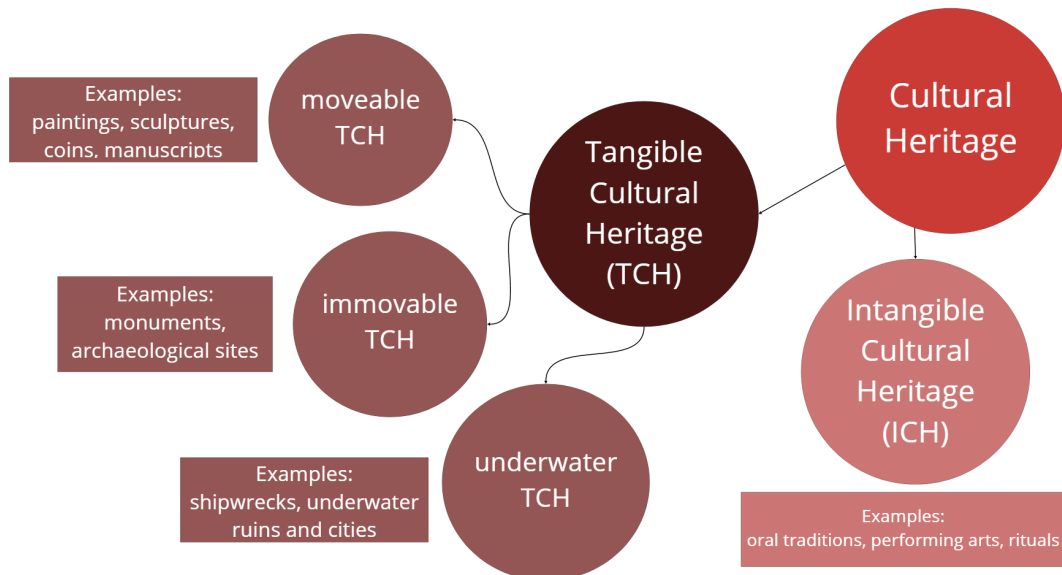 Cultural
Heritage
Tangible
Cultural
Heritage
(TCH)
moveable
TCH
Examples:
paintings, sculptures,
coins, manuscripts
immovable
TCH
Examples:
monuments,
archaeological sites
underwater
TCH
Examples:
shipwrecks, underwater
ruins and cities
Intangible
Cultural
Heritage
(ICH)
Examples:
oral traditions, performing arts, rituals